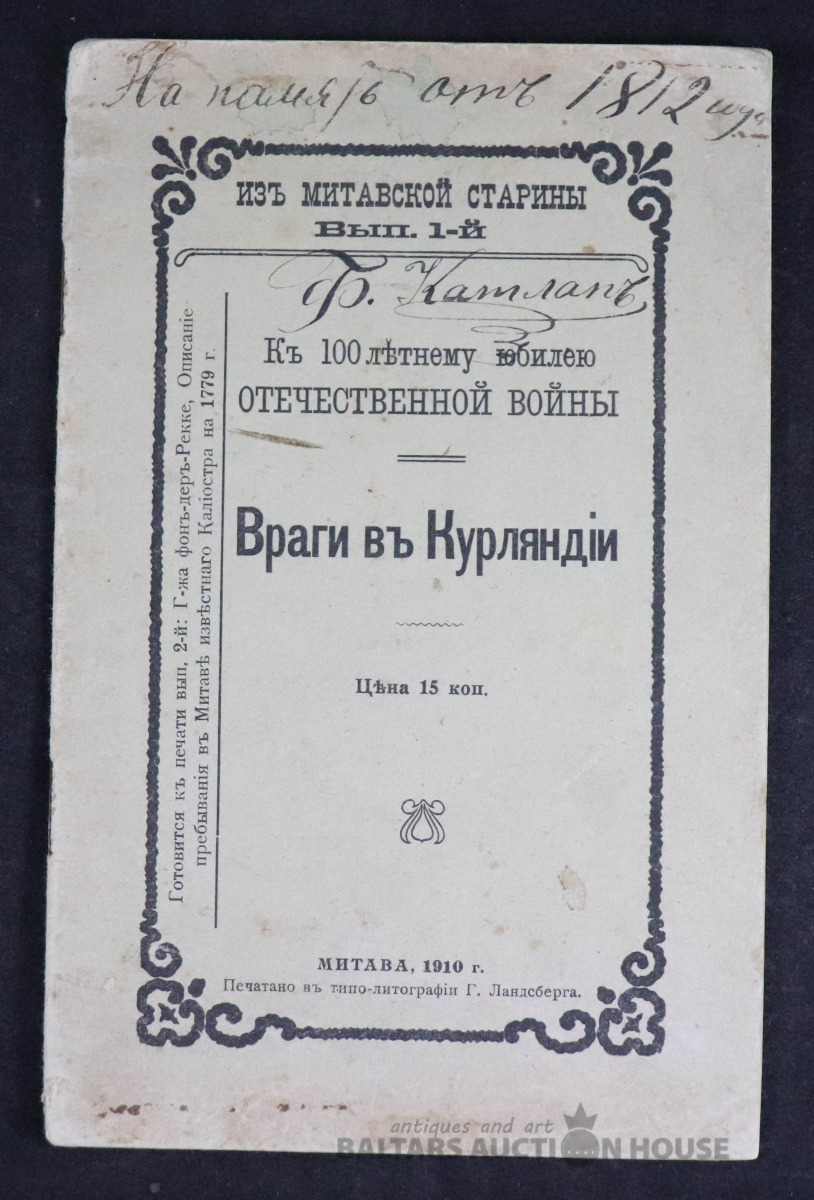 На память отъ 1812 года
ИЗЪ МИТАВСКОЙ СТАРИНЫ
Вып. 1-й
Ф. Катлапъ
Къ 100 лѣтнему юбилею
ОТЕЧЕСТВЕННОЙ ВОЙНЫ
Готовится къ печати вып. 2-й: Г-жа фонъ-деръ-Рекке, Описаніе
пребыванія въ Митавѣ извѣстнаго Каліостра на 1779 г.
Враги въ Курляндіи
Цѣна 15 коп.
МИТАВА, 1910 г.
Печатано въ типо-литографіи Г. Ландсберга.
antiques and art
BALTARS AUCTION HOUSE